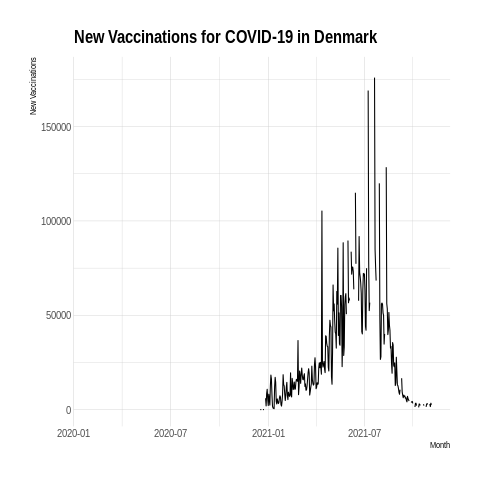 New Vaccinations for COVID-19 in Denmark
New Vaccinations
150000
100000
50000
0
2020-01
2020-07
2021-01
2021-07
Month